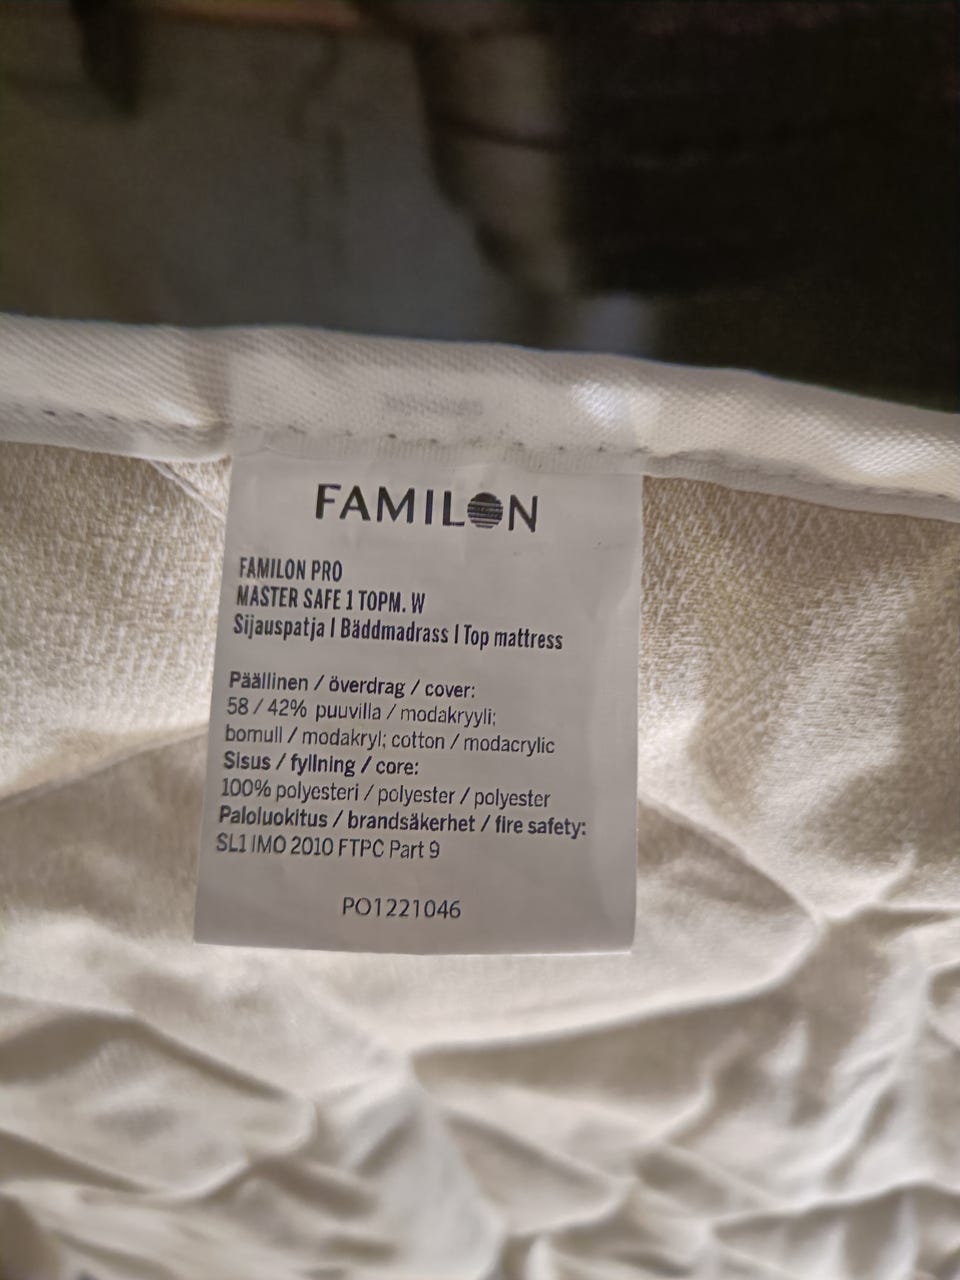 FAMILON
FAMILON PRO
MASTER SAFE 1 TOPM. W
Sijauspatja | Bäddmadrass | Top mattress
Päällinen / överdrag / cover:
58 / 42% puuvilla / modakryyli;
bomull / modakryl; cotton / modacrylic
Sisus / fyllning / core:
100% polyesteri / polyester / polyester
Paloluokitus / brandsäkerhet / fire safety:
SL1 IMO 2010 FTPC Part 9
PO1221046